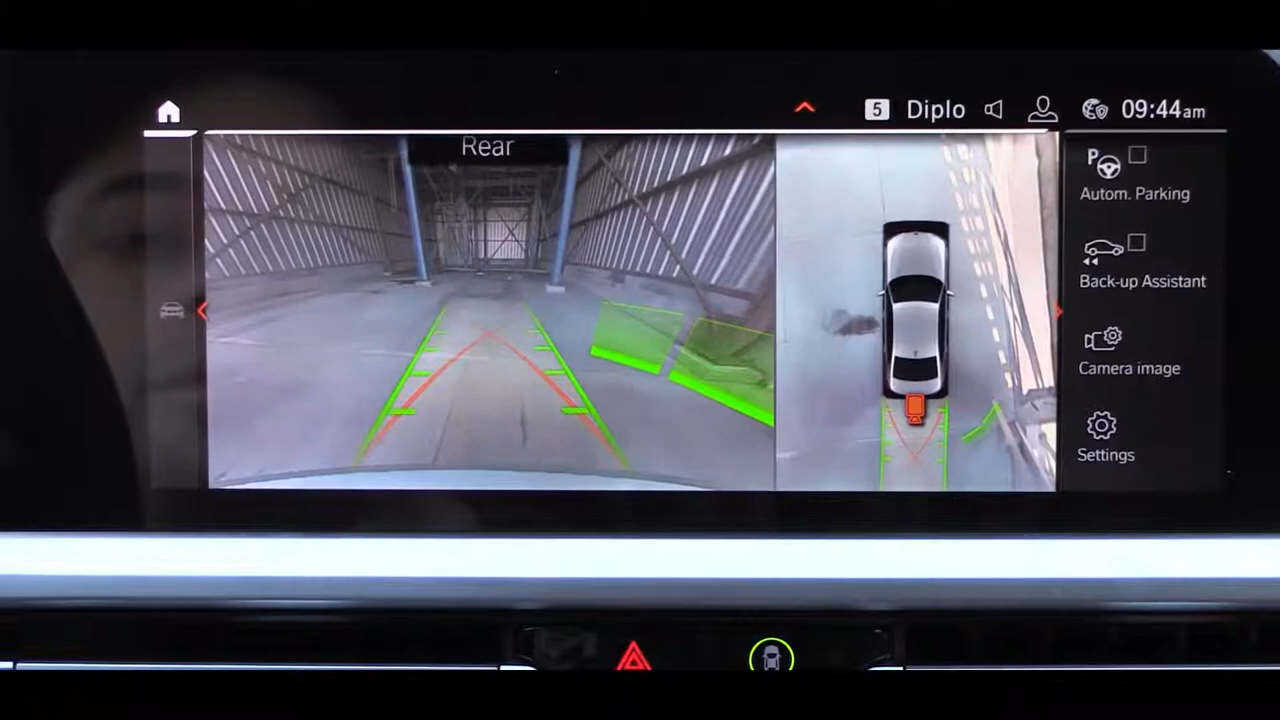 5 Diplo 09:44am
Rear
P
Autom. Parking
Back-up Assistant
Camera image
Settings